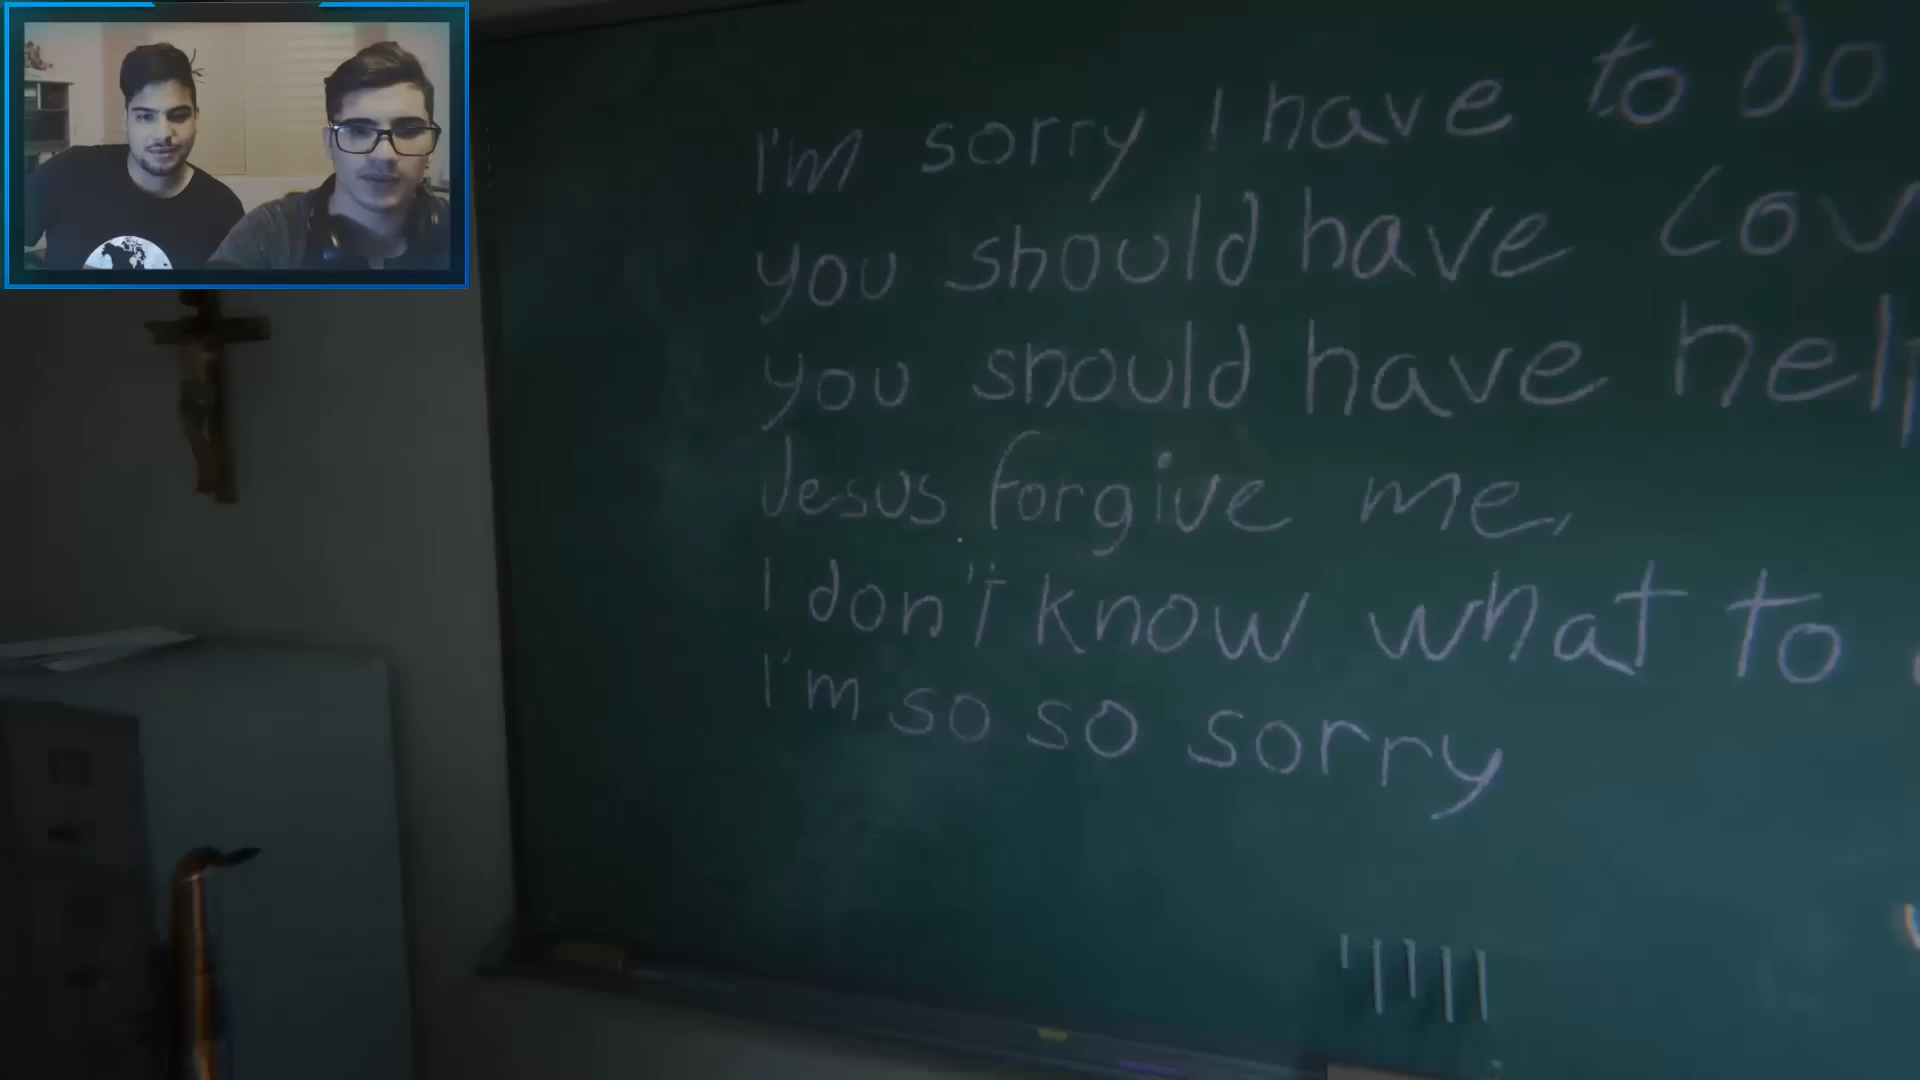 I'm sorry I have to do
you should have
you should have
Jesus forgive me,
I don't know what to
I'm so so sorry